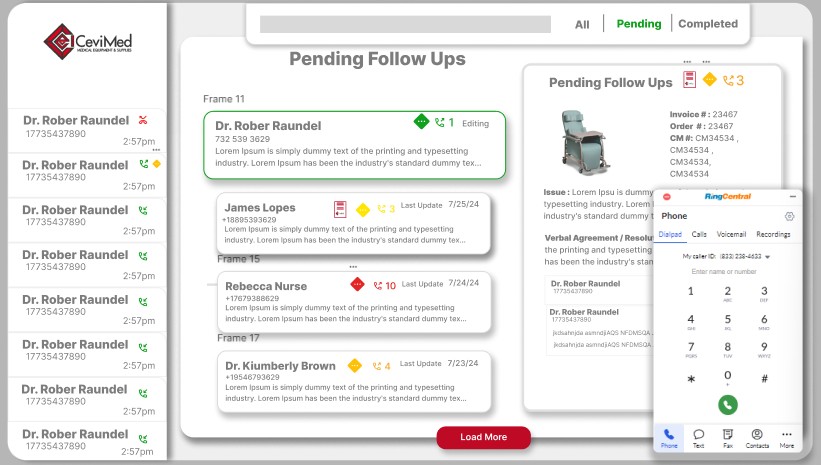 CeviMed
MEDICAL EQUIPMENT & SUPPLIES
Dr. Rober Raundel
17735437890
2:57pm
Dr. Rober Raundel
17735437890
2:57pm
Dr. Rober Raundel
17735437890
2:57pm
Dr. Rober Raundel
17735437890
2:57pm
Dr. Rober Raundel
17735437890
2:57pm
Dr. Rober Raundel
17735437890
2:57pm
Dr. Rober Raundel
17735437890
2:57pm
Dr. Rober Raundel
17735437890
2:57pm
All
Pending
Completed
Pending Follow Ups
Frame 11
Dr. Rober Raundel
1
Editing
732 539 3629
Lorem Ipsum is simply dummy text of the printing and typesetting
industry. Lorem Ipsum has been the industry's standard dummy tex...
James Lopes
3
Last Update 7/25/24
+18895393629
Lorem Ipsum is simply dummy text of the printing and typesetting
industry. Lorem Ipsum has been the industry's standard dummy tex...
Frame 15
Rebecca Nurse
10
Last Update 7/24/24
+17679388629
Lorem Ipsum is simply dummy text of the printing and typesetting
industry. Lorem Ipsum has been the industry's standard dummy tex...
Frame 17
Dr. Kiumberly Brown
4
Last Update 7/23/24
+19546793629
Lorem Ipsum is simply dummy text of the printing and typesetting
industry. Lorem Ipsum has been the industry's standard dummy tex...
Load More
Pending Follow Ups
3
Invoice # : 23467
Order # : 23467
CM #: CM34534 ,
CM34534 ,
CM34534,
CM34534
Issue : Lorem Ipsu is dummy
typesetting industry. Lorem
industry's standard dummy
Verbal Agreement / Resolu
the printing and typesetting
has been the industry's stan
Dr. Rober Raundel
17735437890
Dr. Rober Raundel
17735437890
jkdsahnjda asmndjIAQS NFDMSQA
jkdsahnjda asmndjIAQS NFDMSQA
RingCentral
Phone
Dialpad Calls Voicemail Recordings
My caller ID: (833) 238-4633
Enter name or number
1 2 3
ABC DEF
4 5 6
GHI JKL MNO
7 8 9
PQRS TUV WXYZ
* 0 #
+
Phone Text Fax Contacts More